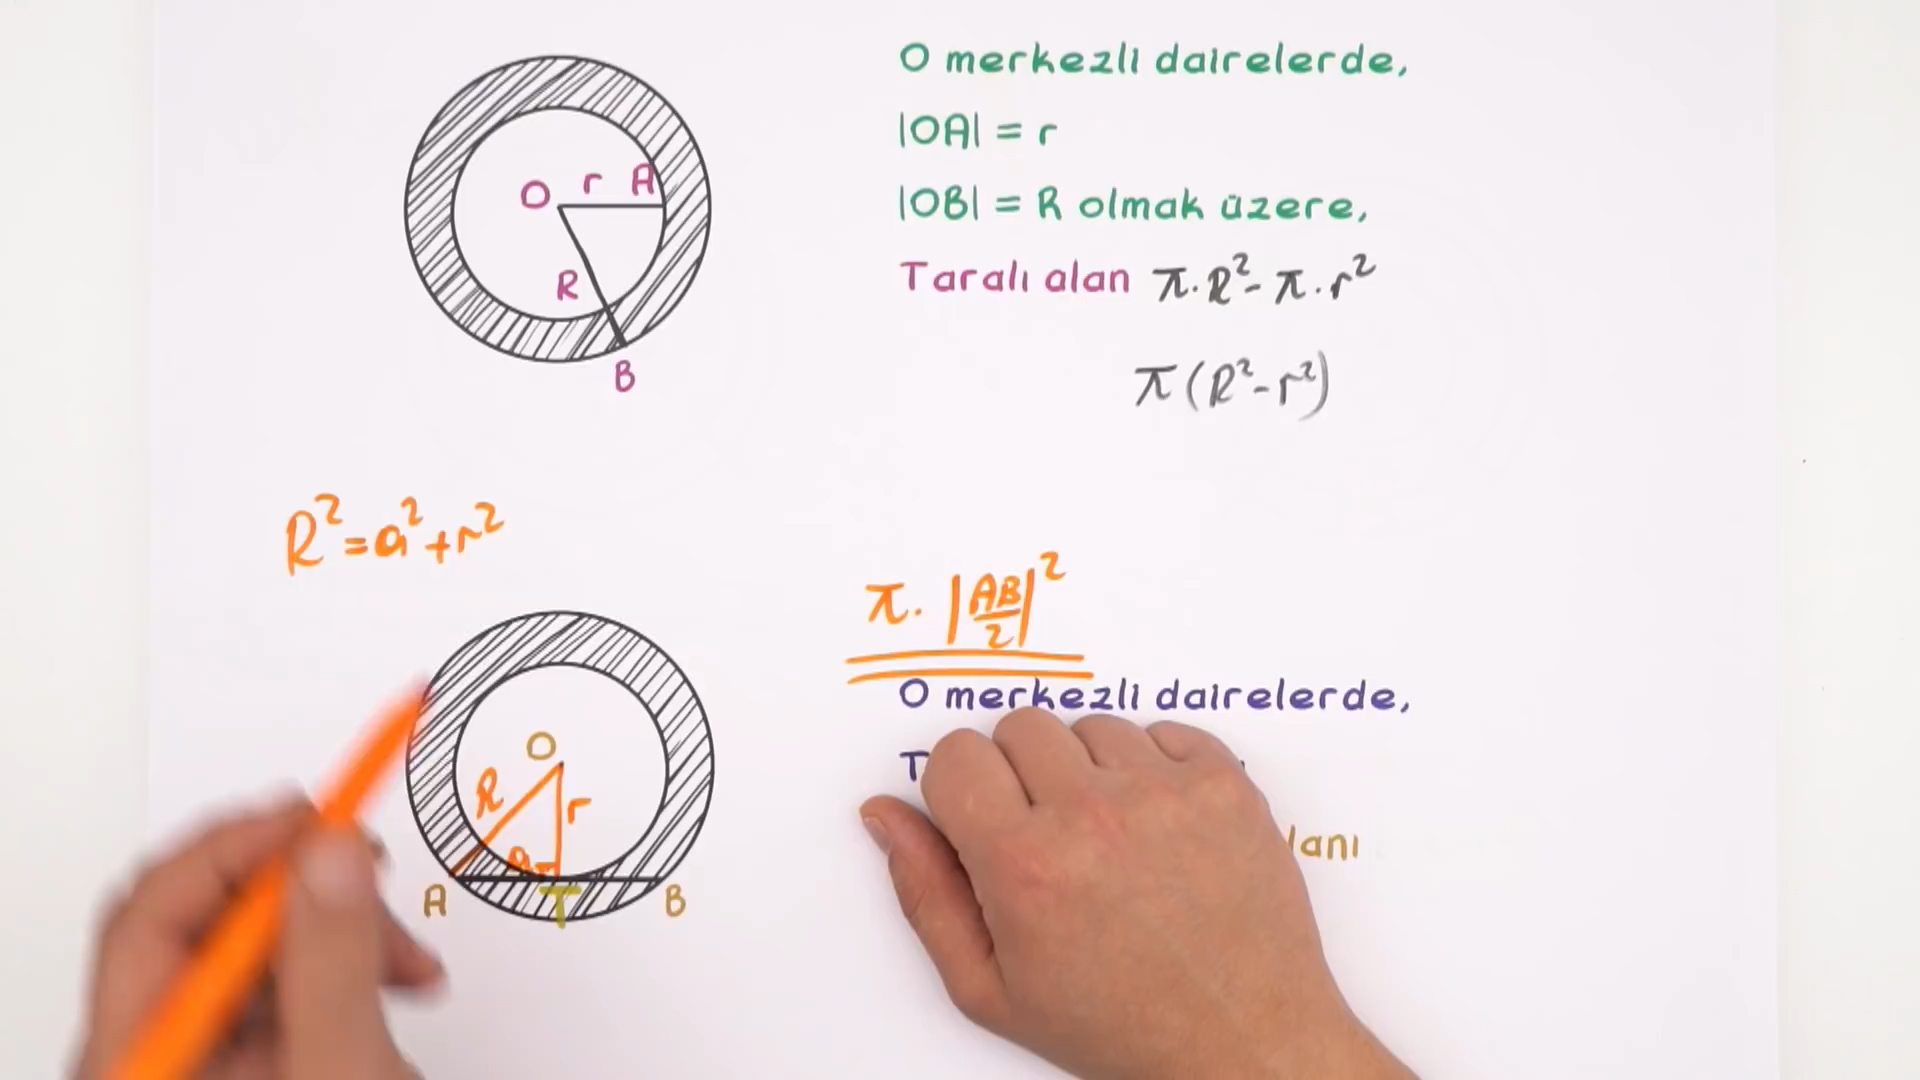 O r A
R
B
O merkezli dairelerde,
|OA| = r
|OB| = R olmak üzere,
Taralı alan π.R²-π.r²
π(R²-r²)
R²=a²+r²
π.|AB/2|²
O merkezli dairelerde,
O
R r
a
A T B